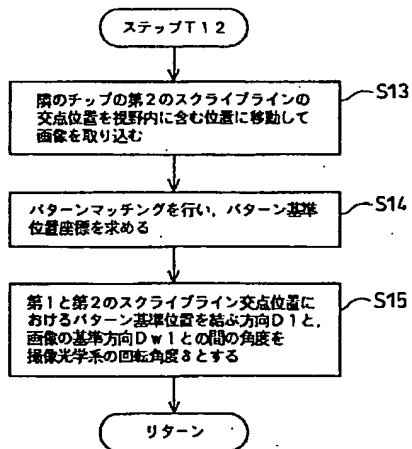 ステップT12
隣のチップの第2のスクライブラインの
交点位置を視野内に含む位置に移動して
画像を取り込む
S13
パターンマッチングを行い，パターン基準
位置座標を求める
S14
第1と第2のスクライブライン交点位置に
おけるパターン基準位置を結ぶ方向D1と，
画像の基準方向Dw1との間の角度を
撮像光学系の回転角度δとする
S15
リターン